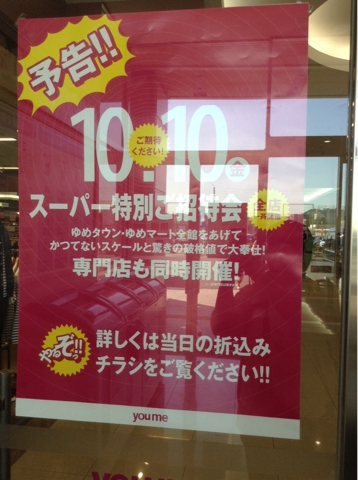 予告!!
10.10㊎
ご期待
ください!
スーパー特別ご招待会
全店
ゆめタウン・ゆめマート全館をあげて
かつてないスケールと驚きの破格値で大奉仕!
専門店も同時開催!
やるぞっ!!
詳しくは当日の折込み
チラシをご覧ください!!
youme